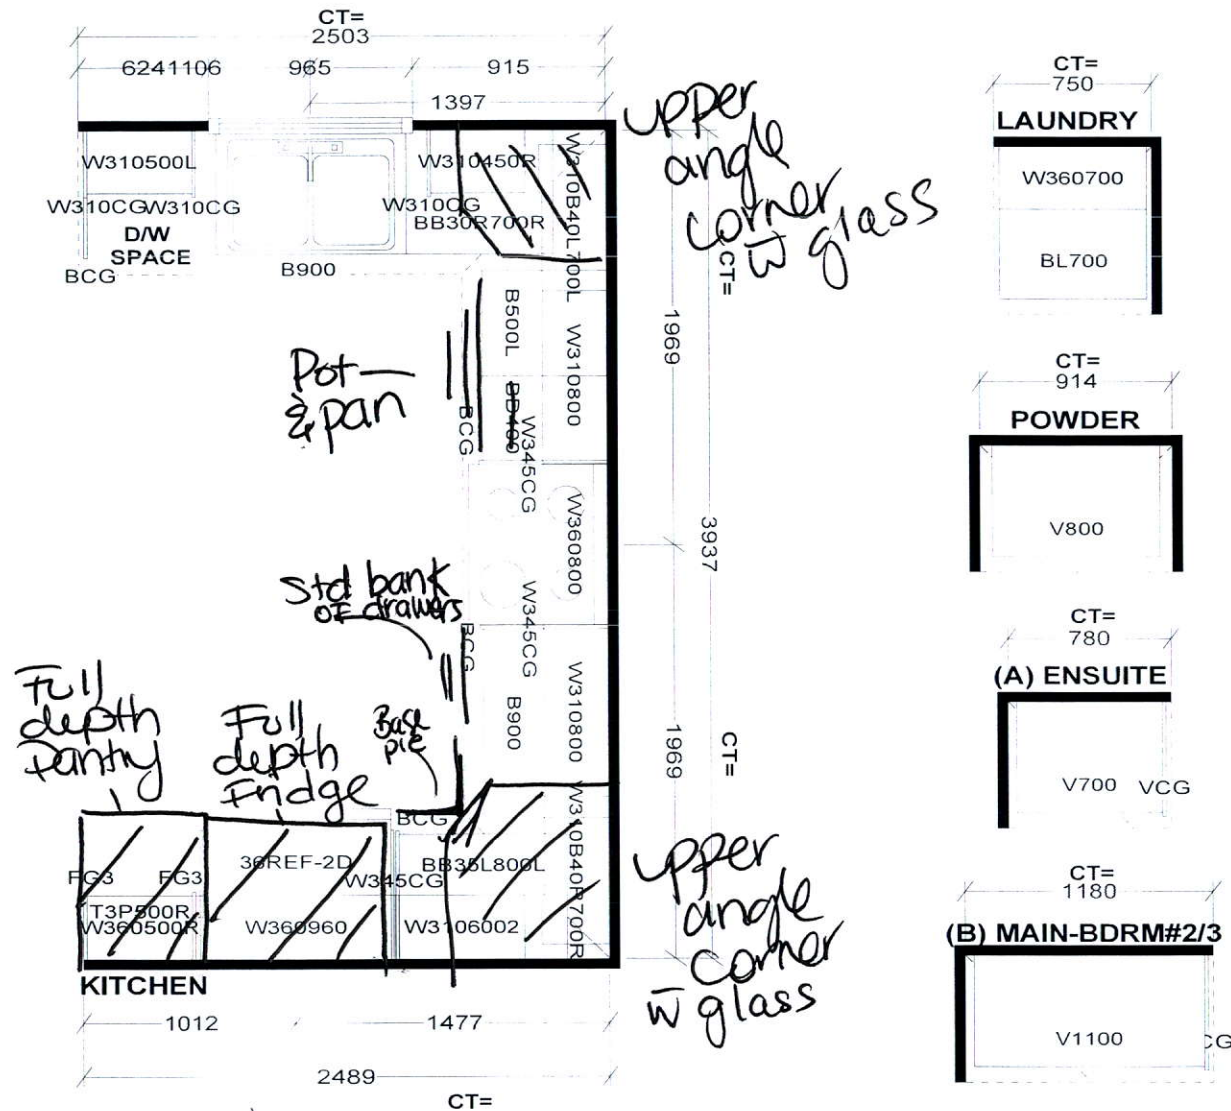 CT=
2503
6241106
965
915
1397
W310500L
W310CG
W310CG
D/W
SPACE
BCG
B900
W310450R
W310CG
BB30R700R
W310B40L700L
upper
angle
corner
w̄ glass
CT=
1969
3937
B500L
W310800
Pot
& pan
BCG
BD400
W345CG
W360800
std bank
of drawers
BCG
W345CG
B900
W310800
1969
CT=
Full
depth
Pantry
Full
depth
Fridge
Base
pie
BCG
FG3
FG3
36REF-2D
W345CG
BB35L800L
W310B40R700R
T3P500R
W360500R
W360960
W3106002
upper
angle
corner
w̄ glass
KITCHEN
1012
1477
2489
CT=
CT=
750
LAUNDRY
W360700
BL700
CT=
914
POWDER
V800
CT=
780
(A) ENSUITE
V700
VCG
CT=
1180
(B) MAIN-BDRM#2/3
V1100
CG